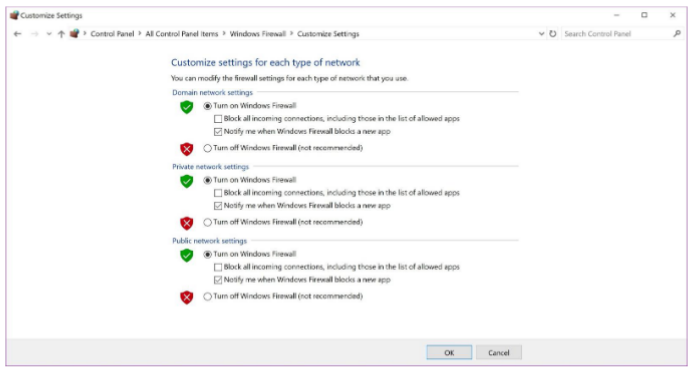 Customize Settings
Control Panel > All Control Panel Items > Windows Firewall > Customize Settings
Search Control Panel
Customize settings for each type of network
You can modify the firewall settings for each type of network that you use.
Domain network settings
Turn on Windows Firewall
Block all incoming connections, including those in the list of allowed apps
Notify me when Windows Firewall blocks a new app
Turn off Windows Firewall (not recommended)
Private network settings
Turn on Windows Firewall
Block all incoming connections, including those in the list of allowed apps
Notify me when Windows Firewall blocks a new app
Turn off Windows Firewall (not recommended)
Public network settings
Turn on Windows Firewall
Block all incoming connections, including those in the list of allowed apps
Notify me when Windows Firewall blocks a new app
Turn off Windows Firewall (not recommended)
OK
Cancel